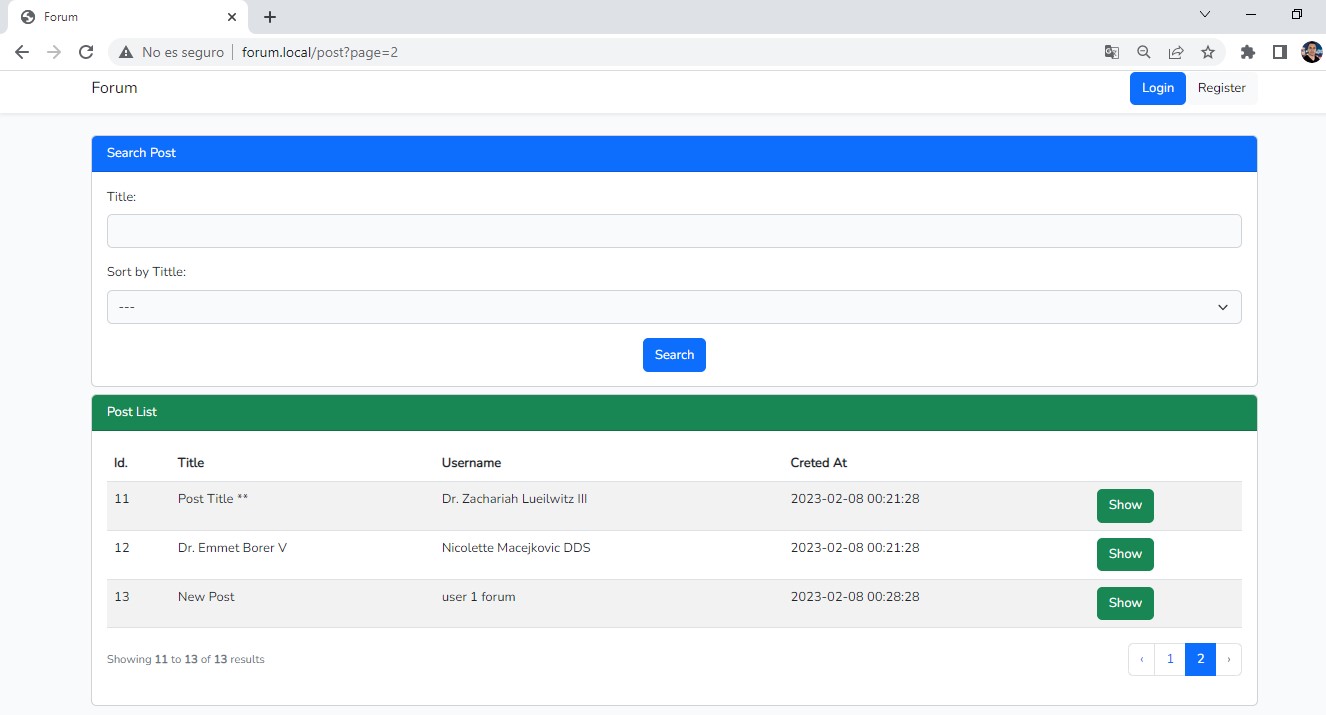 Forum
No es seguro | forum.local/post?page=2
Forum
Login
Register
Search Post
Title:
Sort by Tittle:
---
Search
Post List
Id. Title Username Creted At
11 Post Title ** Dr. Zachariah Lueilwitz III 2023-02-08 00:21:28 Show
12 Dr. Emmet Borer V Nicolette Macejkovic DDS 2023-02-08 00:21:28 Show
13 New Post user 1 forum 2023-02-08 00:28:28 Show
Showing 11 to 13 of 13 results
‹ 1 2 ›